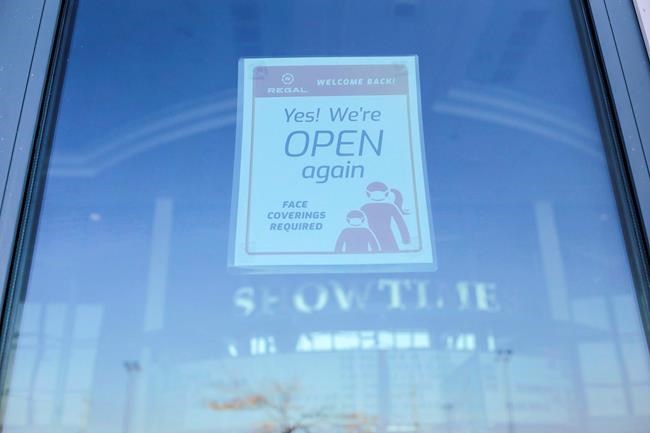 REGAL WELCOME BACK!
Yes! We're
OPEN
again
FACE
COVERINGS
REQUIRED
SHOWTIME